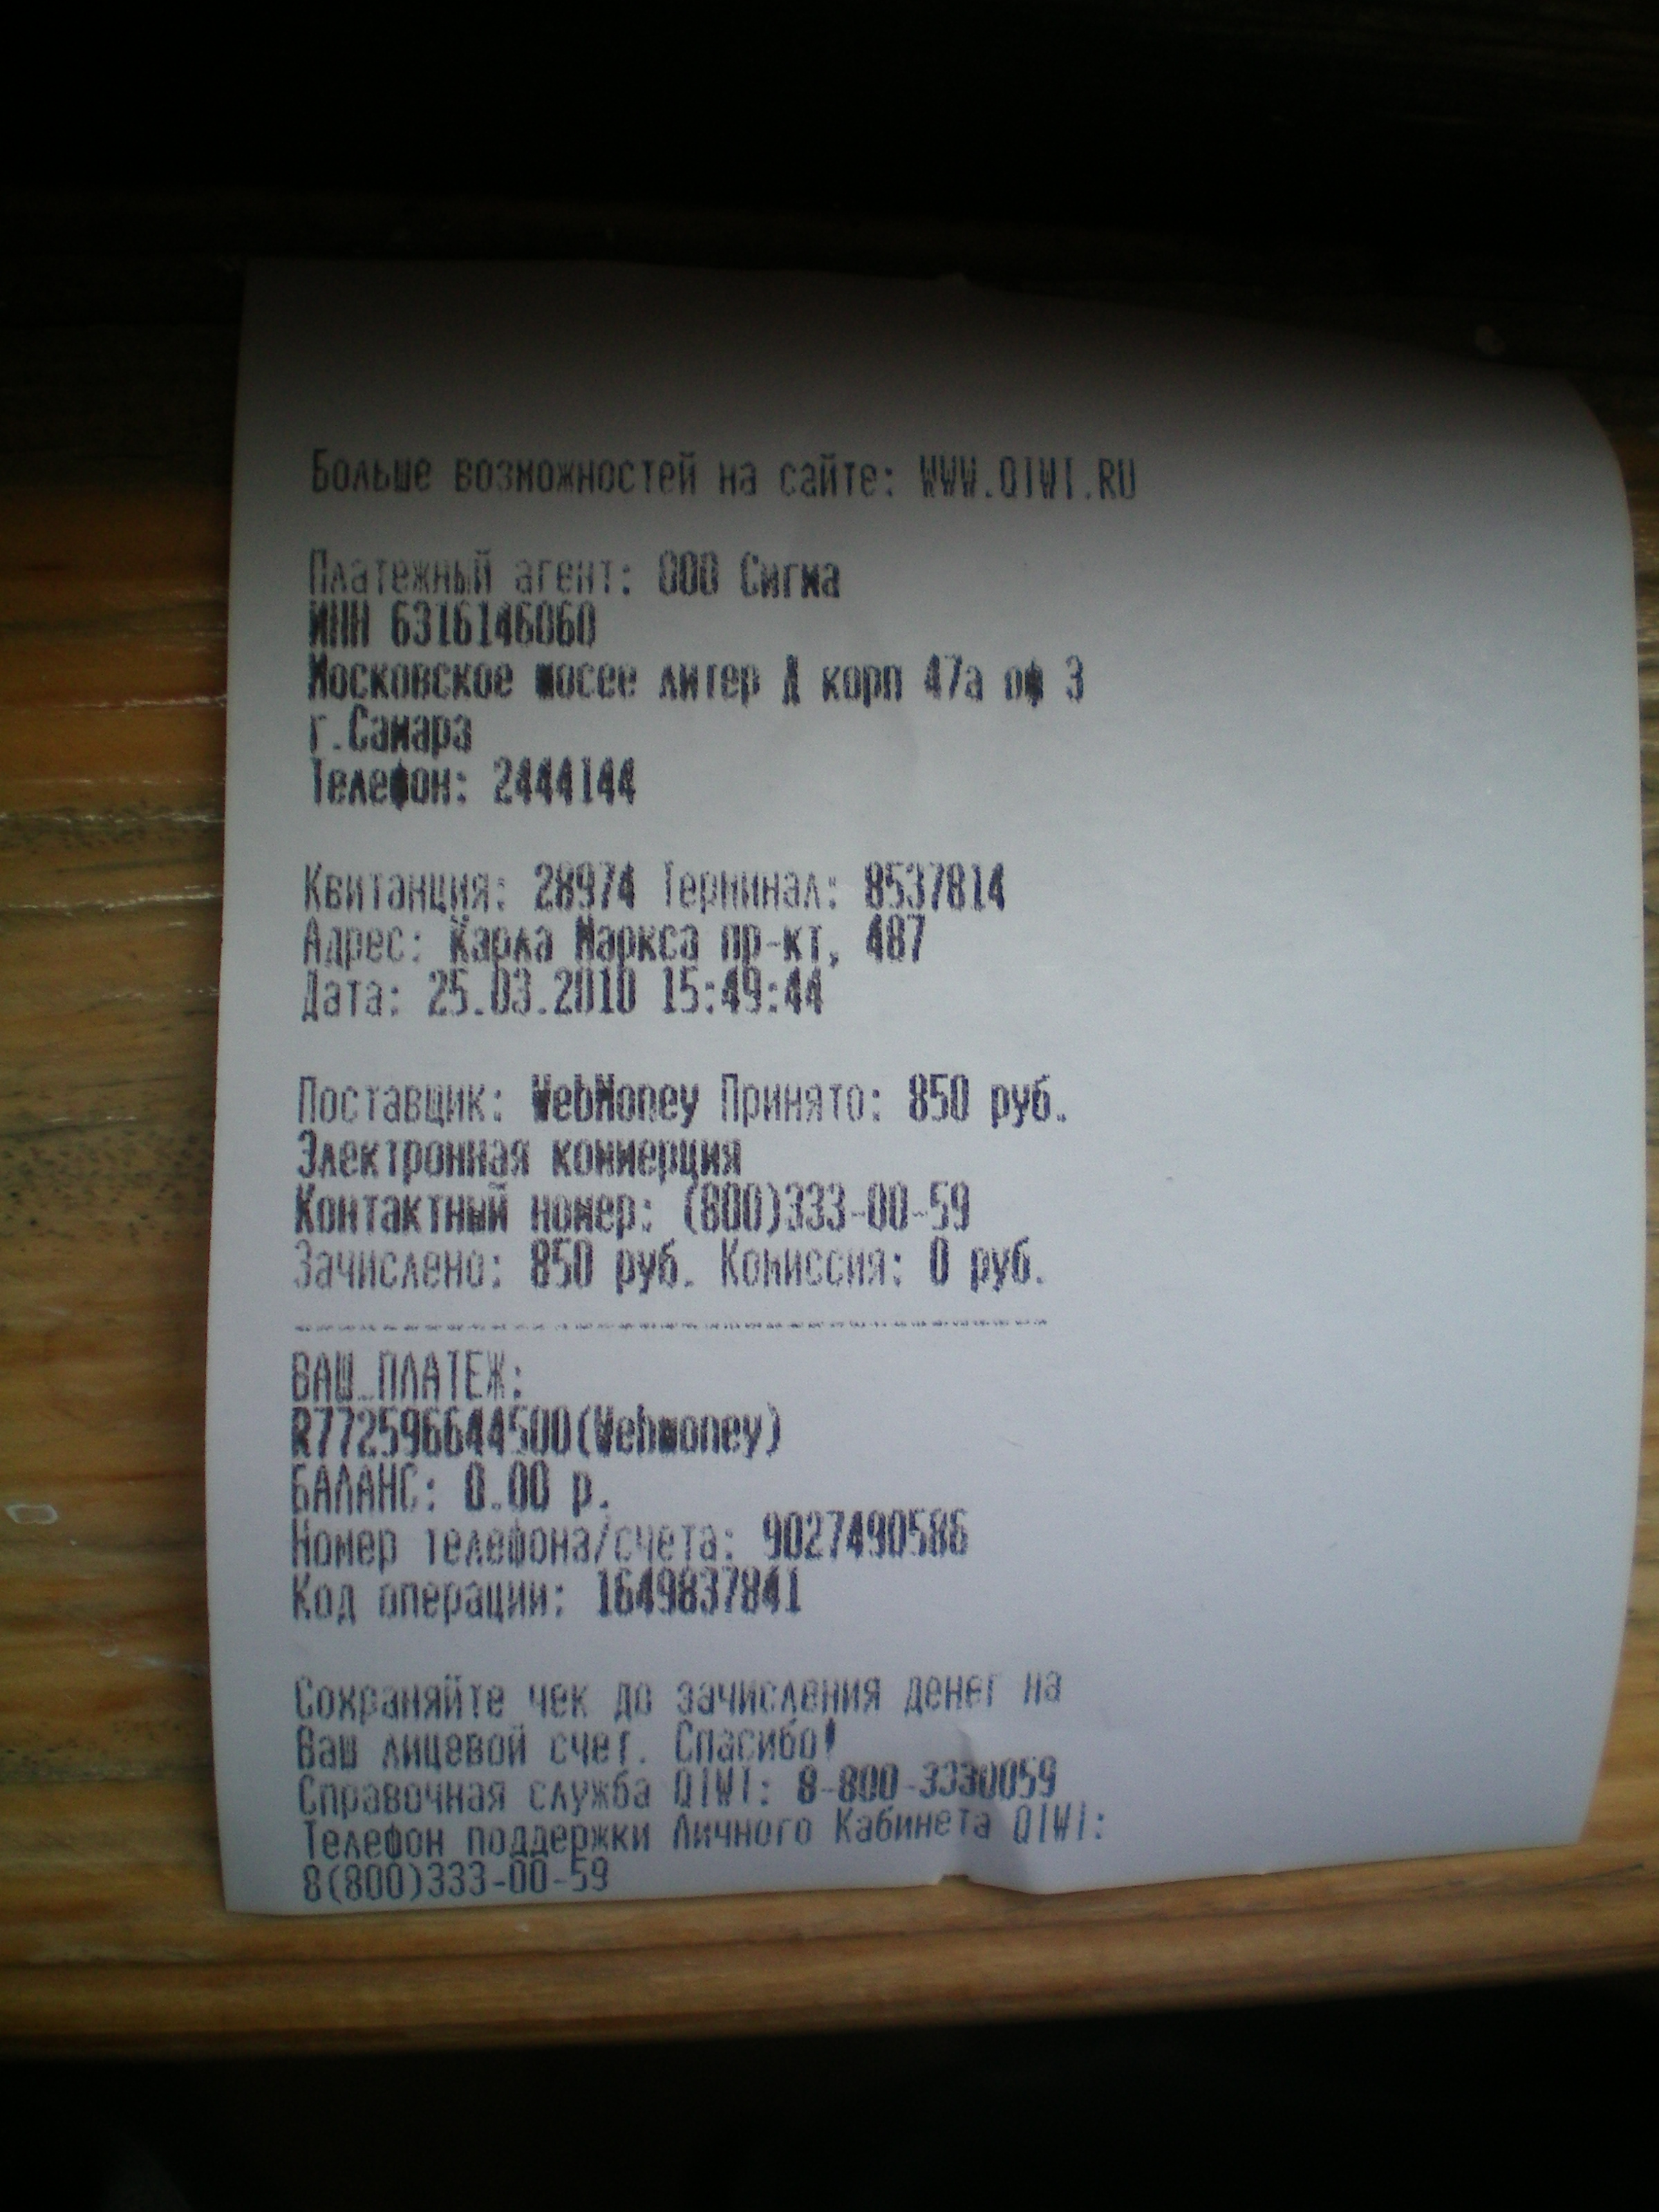 Больше возможностей на сайте: WWW.QIWI.RU
Платежный агент: ООО Сигма
ИНН 6316146060
Московское шосее литер Д корп 47а оф 3
г.Самара
Телефон: 2444144
Квитанция: 28974 Терминал: 8537814
Адрес: Карла Маркса пр-кт, 487
Дата: 25.03.2010 15:49:44
Поставщик: WebMoney Принято: 850 руб.
Электронная коммерция
Контактный номер: (800)333-00-59
Зачислено: 850 руб. Комиссия: 0 руб.
ВАШ ПЛАТЕЖ:
R772596644500(Webmoney)
БАЛАНС: 0.00 р.
Номер телефона/счета: 9027490586
Код операции: 1649837841
Сохраняйте чек до зачисления денег на
Ваш лицевой счет. Спасибо!
Справочная служба QIWI: 8-800-3330059
Телефон поддержки Личного Кабинета QIWI:
8(800)333-00-59